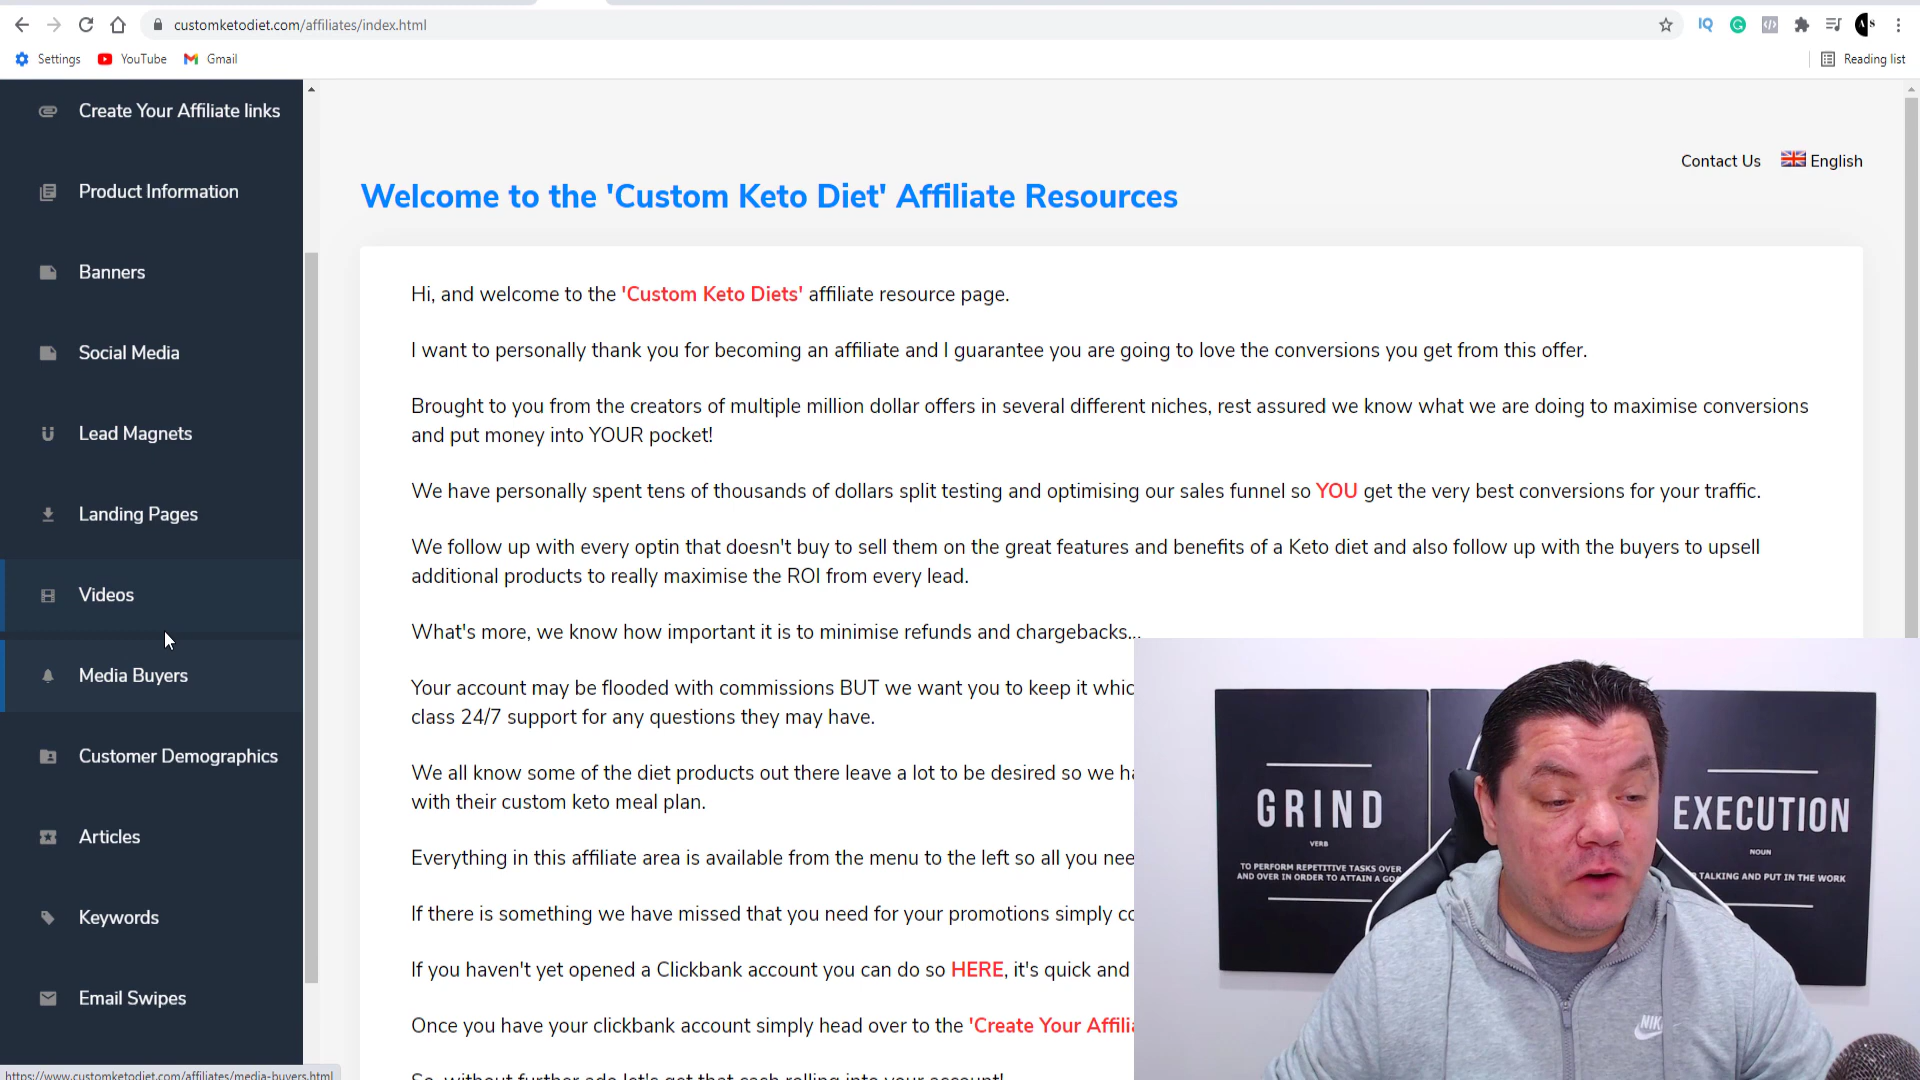 customketodiet.com/affiliates/index.html
Settings
YouTube
Gmail
Reading list
Create Your Affiliate links
Product Information
Banners
Social Media
Lead Magnets
Landing Pages
Videos
Media Buyers
Customer Demographics
Articles
Keywords
Email Swipes
https://www.customketodiet.com/affiliates/media-buyers.html
Contact Us
English
Welcome to the 'Custom Keto Diet' Affiliate Resources
Hi, and welcome to the 'Custom Keto Diets' affiliate resource page.
I want to personally thank you for becoming an affiliate and I guarantee you are going to love the conversions you get from this offer.
Brought to you from the creators of multiple million dollar offers in several different niches, rest assured we know what we are doing to maximise conversions
and put money into YOUR pocket!
We have personally spent tens of thousands of dollars split testing and optimising our sales funnel so YOU get the very best conversions for your traffic.
We follow up with every optin that doesn't buy to sell them on the great features and benefits of a Keto diet and also follow up with the buyers to upsell
additional products to really maximise the ROI from every lead.
What's more, we know how important it is to minimise refunds and chargebacks...
Your account may be flooded with commissions BUT we want you to keep it
class 24/7 support for any questions they may have.
We all know some of the diet products out there leave a lot to be desired so we
with their custom keto meal plan.
Everything in this affiliate area is available from the menu to the left so all you
If there is something we have missed that you need for your promotions simply
If you haven't yet opened a Clickbank account you can do so HERE, it's quick and
Once you have your clickbank account simply head over to the 'Create Your
So, without further ado let's get that cash rolling into your account!
GRIND
VERB
TO PERFORM REPETITIVE TASKS OVER
AND OVER IN ORDER TO ATTAIN A
EXECUTION
NOUN
TALKING AND PUT IN THE WORK
NIKE